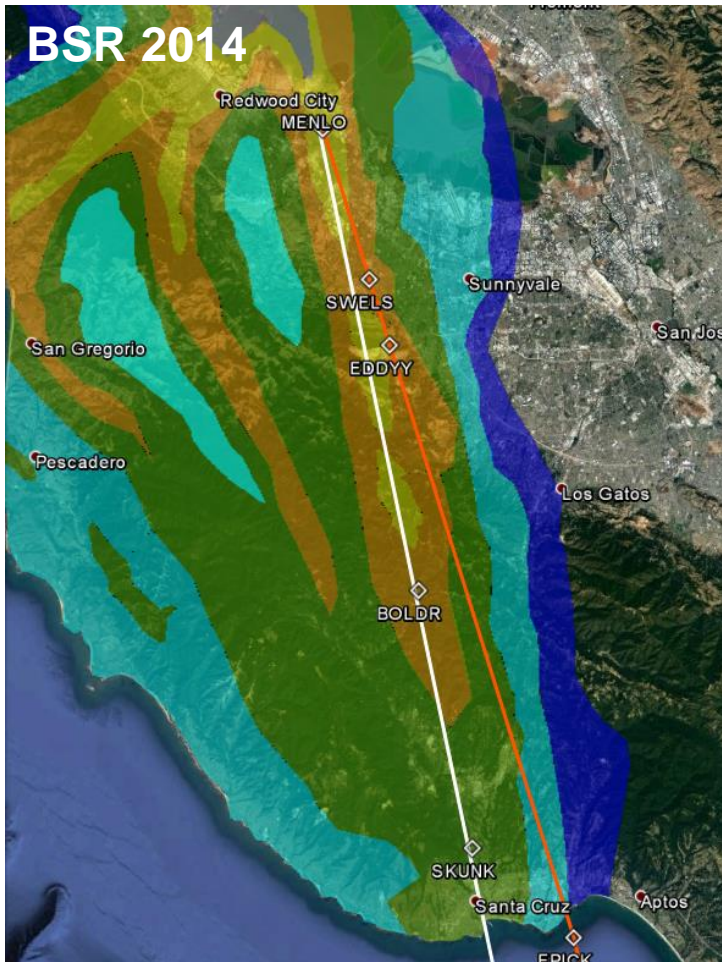 BSR 2014
Redwood City
MENLO
SWELS
Sunnyvale
San Jos
San Gregorio
EDDYY
Pescadero
Los Gatos
BOLDR
SKUNK
Santa Cruz
Aptos
EPICK